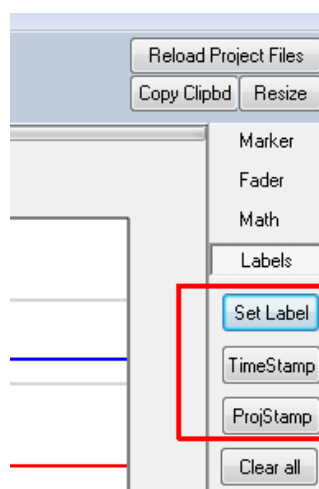 Reload Project Files
Copy Clipbd Resize
Marker
Fader
Math
Labels
Set Label
TimeStamp
ProjStamp
Clear all